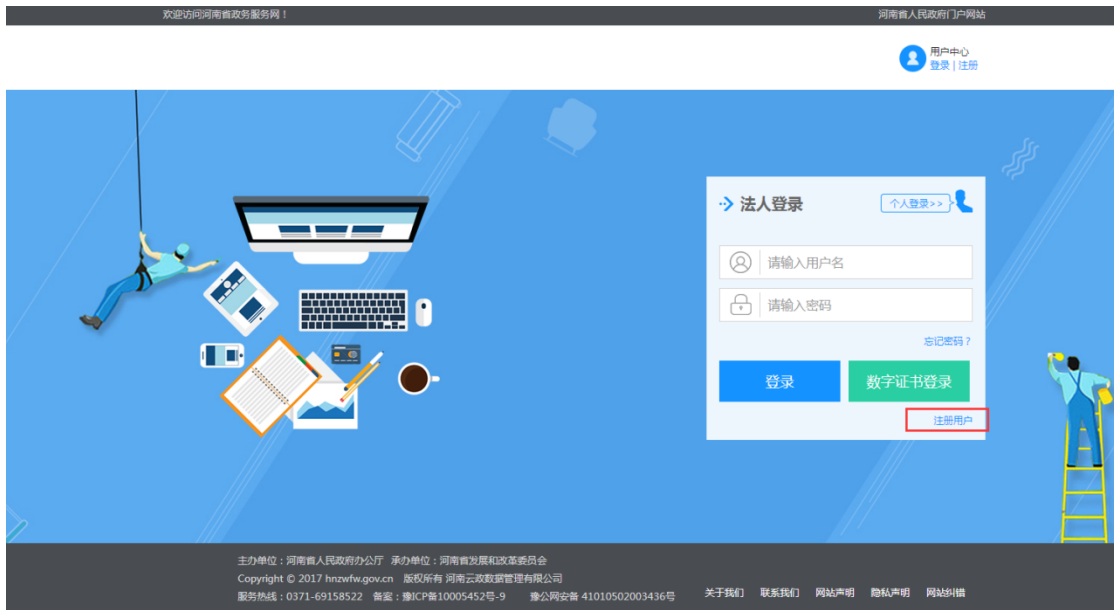 欢迎访问河南省政务服务网！
河南省人民政府门户网站
用户中心
登录 | 注册
法人登录
个人登录>>
请输入用户名
请输入密码
忘记密码？
登录
数字证书登录
注册用户
主办单位：河南省人民政府办公厅 承办单位：河南省发展和改革委员会
Copyright © 2017 hnzwfw.gov.cn 版权所有 河南云政数据管理有限公司
服务热线：0371-69158522 备案：豫ICP备10005452号-9 豫公网安备 41010502003436号
关于我们 联系我们 网站声明 隐私声明 网站纠错